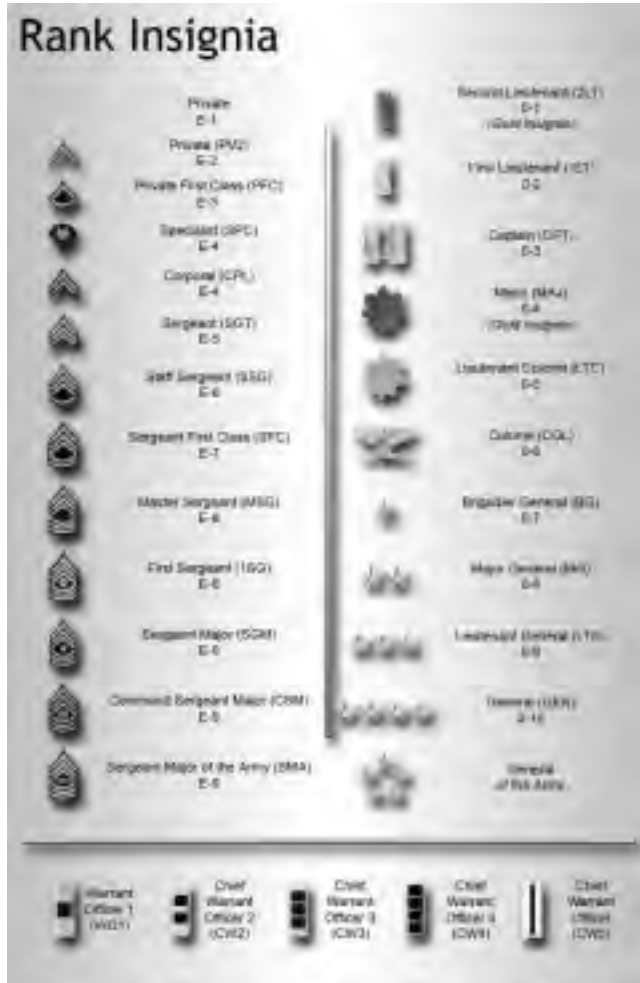 Rank Insignia
Private
E-1
Private (PV2)
E-2
Private First Class (PFC)
E-3
Specialist (SPC)
E-4
Corporal (CPL)
E-4
Sergeant (SGT)
E-5
Staff Sergeant (SSG)
E-6
Sergeant First Class (SFC)
E-7
Master Sergeant (MSG)
E-8
First Sergeant (1SG)
E-8
Sergeant Major (SGM)
E-9
Command Sergeant Major (CSM)
E-9
Sergeant Major of the Army (SMA)
E-9
Second Lieutenant (2LT)
O-1
(Gold Insignia)
First Lieutenant (1LT)
O-2
Captain (CPT)
O-3
Major (MAJ)
O-4
(Gold Insignia)
Lieutenant Colonel (LTC)
O-5
Colonel (COL)
O-6
Brigadier General (BG)
O-7
Major General (MG)
O-8
Lieutenant General (LTG)
O-9
General (GEN)
O-10
General
of the Army
Warrant
Officer 1
(WO1)
Chief
Warrant
Officer 2
(CW2)
Chief
Warrant
Officer 3
(CW3)
Chief
Warrant
Officer 4
(CW4)
Chief
Warrant
Officer
(CW5)